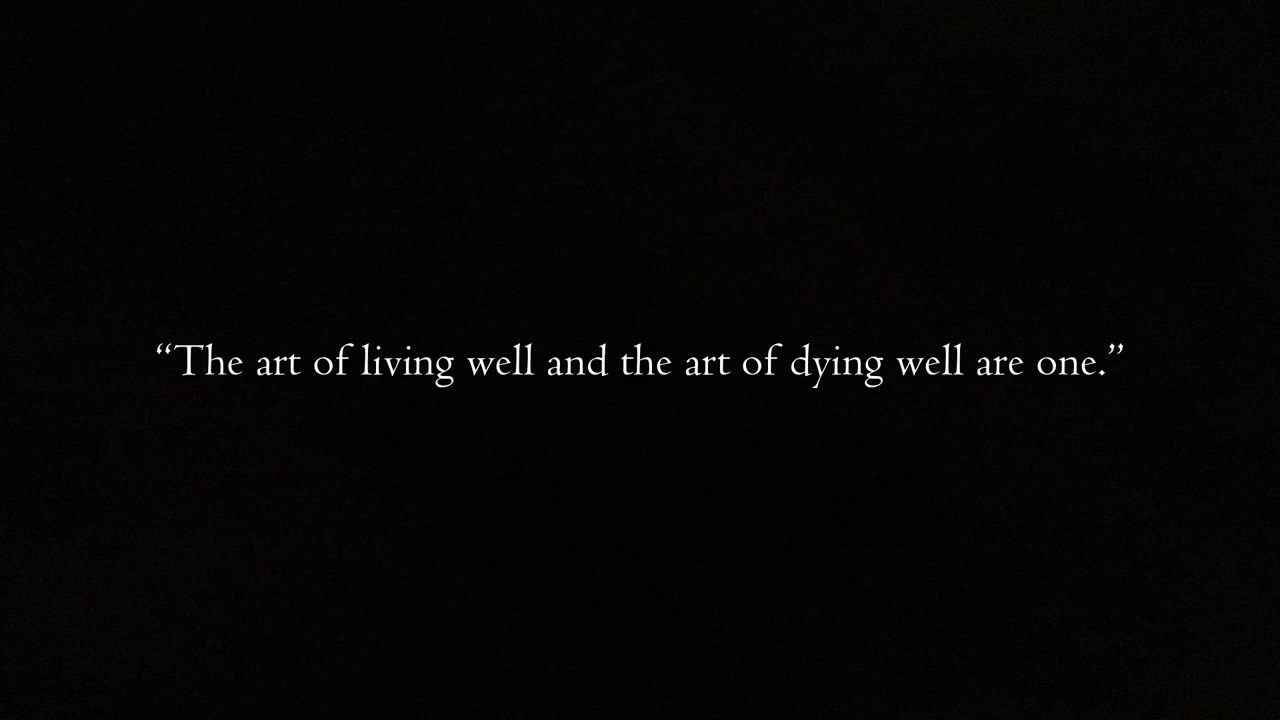 “The art of living well and the art of dying well are one.”